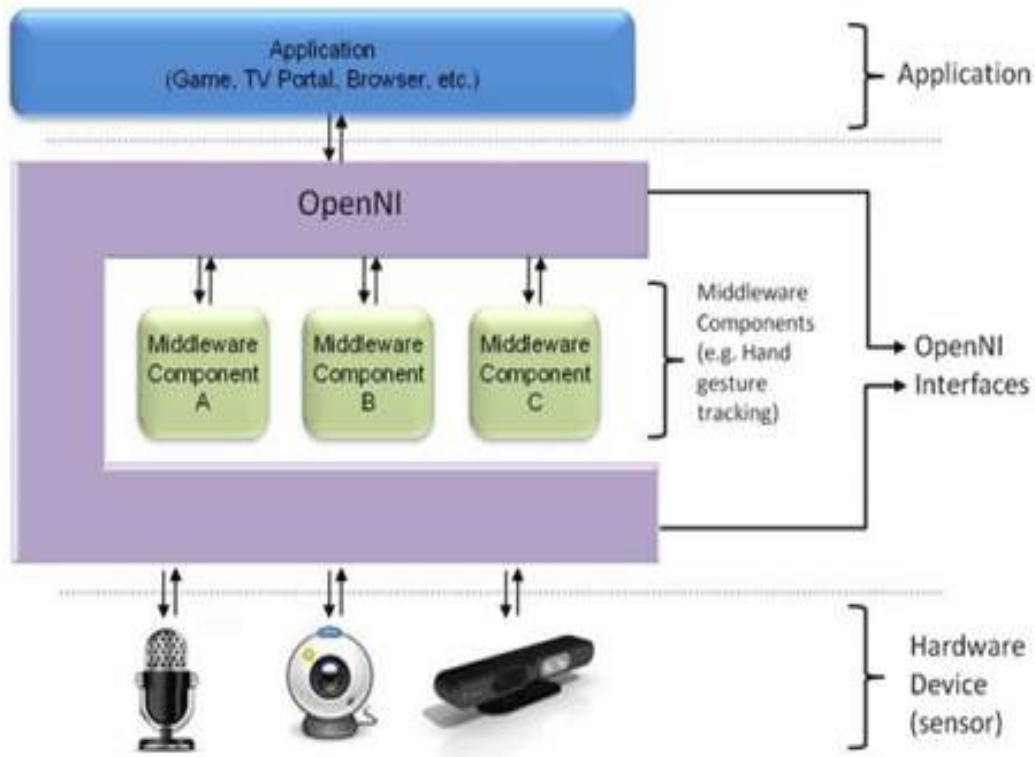 Application
(Game, TV Portal, Browser, etc.)
Application
OpenNI
Middleware
Component
A
Middleware
Component
B
Middleware
Component
C
Middleware
Components
(e.g. Hand
gesture
tracking)
OpenNI
Interfaces
Hardware
Device
(sensor)